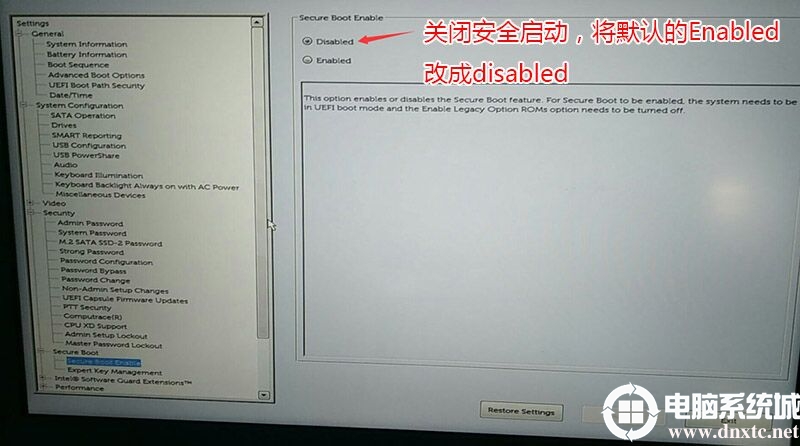 Settings
General
System Information
Battery Information
Boot Sequence
Advanced Boot Options
UEFI Boot Path Security
Date/Time
System Configuration
SATA Operation
Drives
SMART Reporting
USB Configuration
USB PowerShare
Audio
Keyboard Illumination
Keyboard Backlight Always on with AC Power
Miscellaneous Devices
Video
Security
Admin Password
System Password
M.2 SATA SSD-2 Password
Strong Password
Password Configuration
Password Bypass
Password Change
Non-Admin Setup Changes
UEFI Capsule Firmware Updates
PTT Security
Computrace(R)
CPU XD Support
Admin Setup Lockout
Master Password Lockout
Secure Boot
Secure Boot Enable
Expert Key Management
Intel® Software Guard Extensions™
Performance
Secure Boot Enable
Disabled
Enabled
关闭安全启动，将默认的Enabled
改成disabled
This option enables or disables the Secure Boot feature. For Secure Boot to be enabled, the system needs to be
in UEFI boot mode and the Enable Legacy Option ROMs option needs to be turned off.
Restore Settings
Exit
电脑系统城
www.dnxtc.net